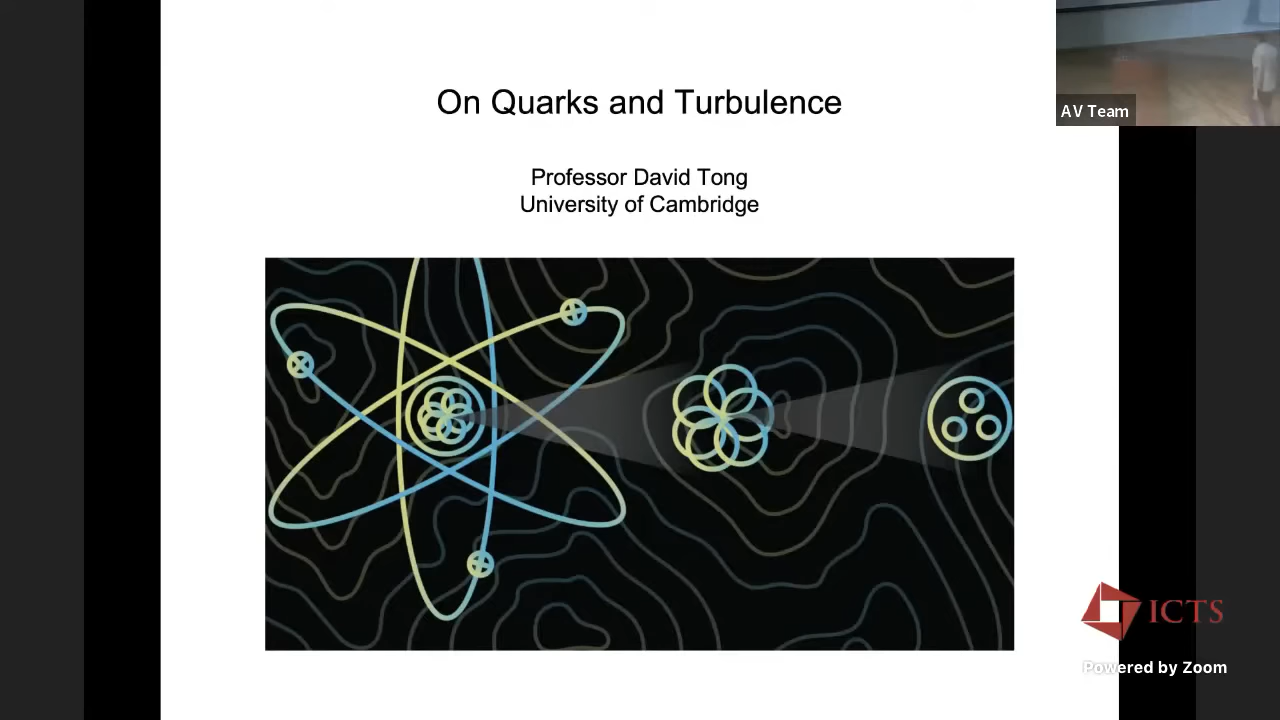 On Quarks and Turbulence
Professor David Tong
University of Cambridge
AV Team
ICTS
Powered by Zoom